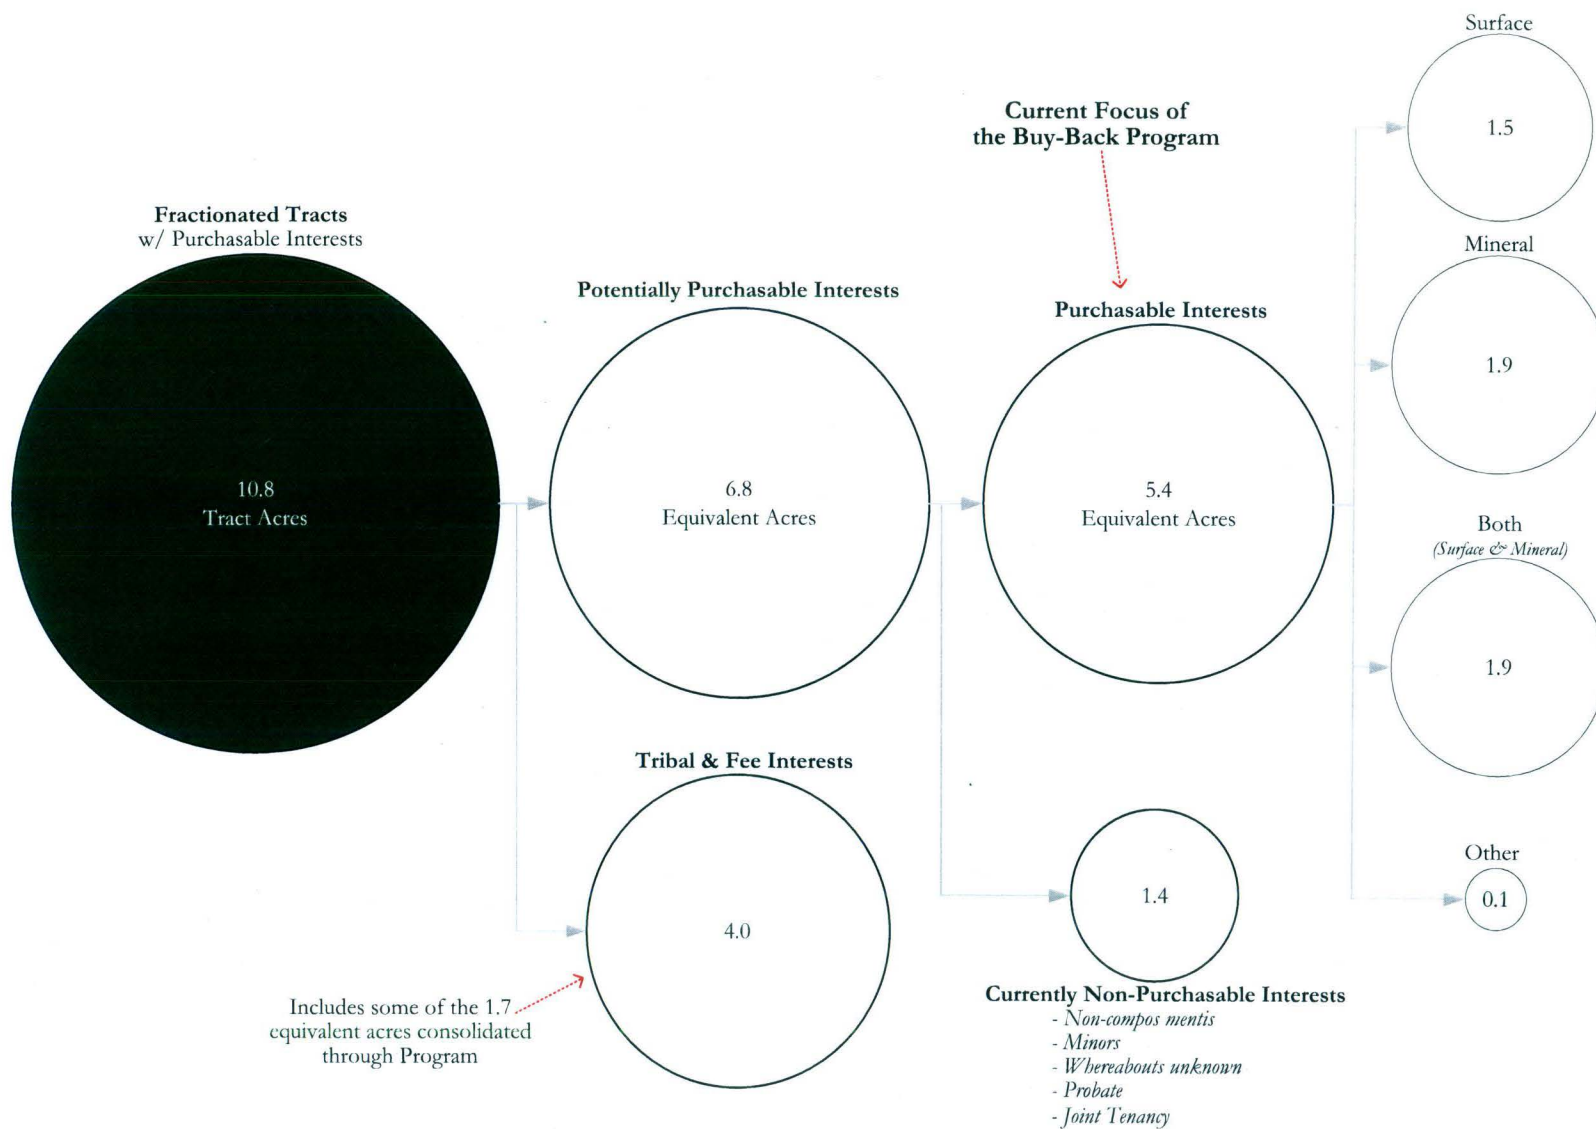 Fractionated Tracts
w/ Purchasable Interests
10.8
Tract Acres
Potentially Purchasable Interests
6.8
Equivalent Acres
Tribal & Fee Interests
4.0
Includes some of the 1.7
equivalent acres consolidated
through Program
Current Focus of
the Buy-Back Program
Purchasable Interests
5.4
Equivalent Acres
1.4
Currently Non-Purchasable Interests
- Non-compos mentis
- Minors
- Whereabouts unknown
- Probate
- Joint Tenancy
Surface
1.5
Mineral
1.9
Both
(Surface & Mineral)
1.9
Other
0.1